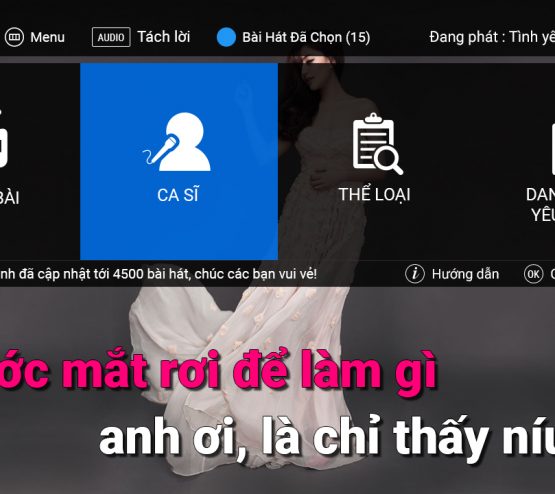 Menu AUDIO Tách lời Bài Hát Đã Chọn (15) Đang phát : Tình yê
BÀI CA SĨ THỂ LOẠI DAN
YÊU
nh đã cập nhật tới 4500 bài hát, chúc các bạn vui vẻ! i Hướng dẫn OK C
ớc mắt rơi để làm gì
anh ơi, là chỉ thấy níu